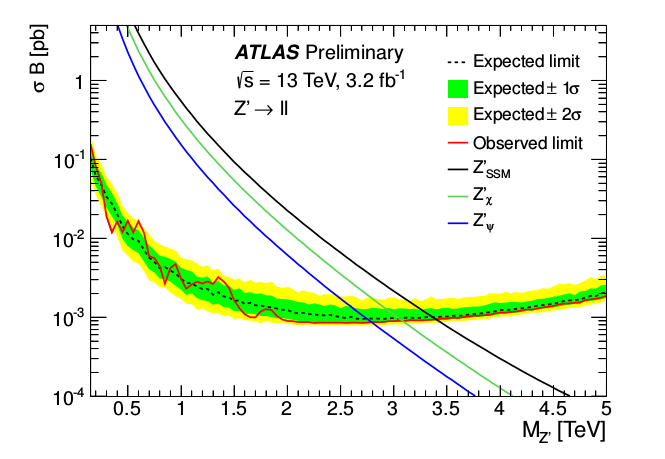 σ B [pb]
ATLAS Preliminary
√s = 13 TeV, 3.2 fb⁻¹
Z' → ll
Expected limit
Expected ± 1σ
Expected ± 2σ
Observed limit
Z'SSM
Z'χ
Z'ψ
1
10⁻¹
10⁻²
10⁻³
10⁻⁴
0.5 1 1.5 2 2.5 3 3.5 4 4.5 5
M_Z' [TeV]